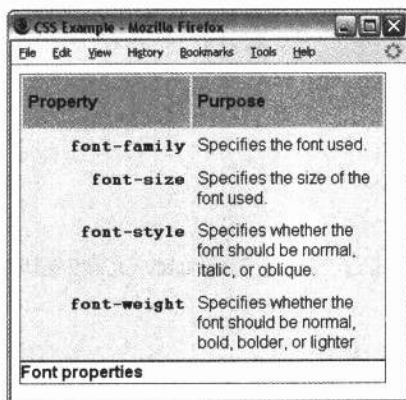 CSS Example - Mozilla Firefox
File Edit View History Bookmarks Tools Help
Property Purpose
font-family Specifies the font used.
font-size Specifies the size of the
font used.
font-style Specifies whether the
font should be normal,
italic, or oblique.
font-weight Specifies whether the
font should be normal,
bold, bolder, or lighter
Font properties